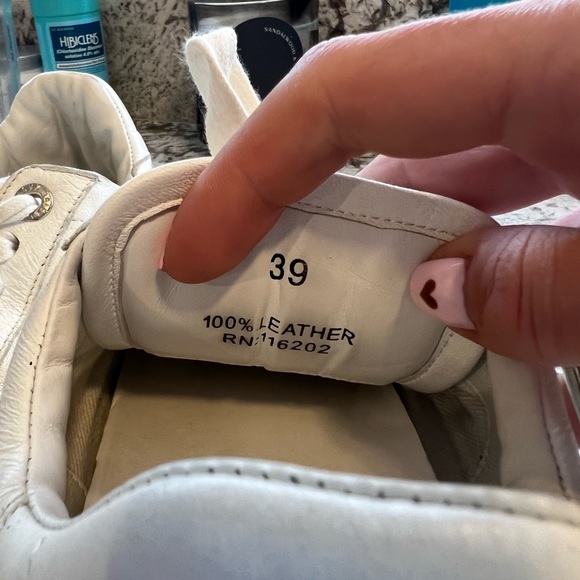 HIBICLENS
39
100% LEATHER
RN:116202